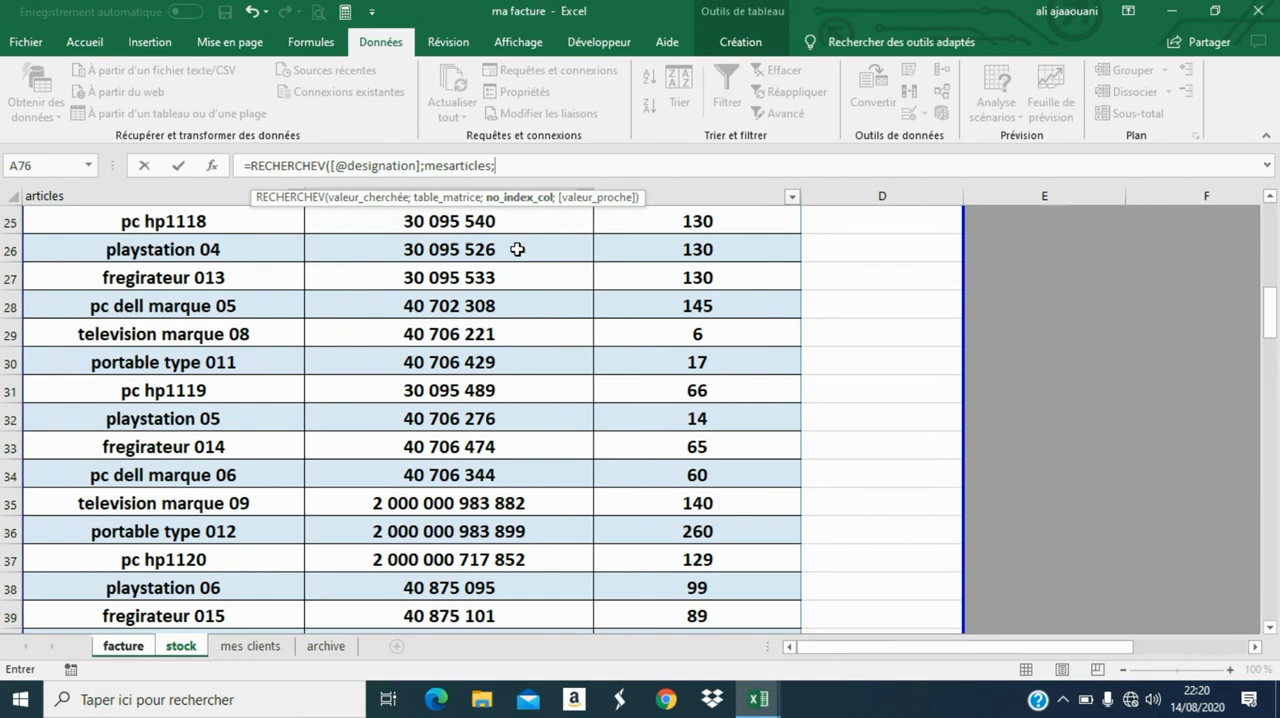 Enregistrement automatique
ma facture - Excel
Outils de tableau
ali ajaaouani
Fichier Accueil Insertion Mise en page Formules Données Révision Affichage Développeur Aide Création Rechercher des outils adaptés Partager
Obtenir des données
À partir d'un fichier texte/CSV
À partir du web
À partir d'un tableau ou d'une plage
Sources récentes
Connexions existantes
Récupérer et transformer des données
Actualiser tout
Requêtes et connexions
Propriétés
Modifier les liaisons
Requêtes et connexions
Trier
Filtrer
Effacer
Réappliquer
Avancé
Trier et filtrer
Convertir
Outils de données
Analyse scénarios
Feuille de prévision
Prévision
Grouper
Dissocier
Sous-total
Plan
A76 fx =RECHERCHEV([@designation];mesarticles;
RECHERCHEV(valeur_cherchée; table_matrice; no_index_col; [valeur_proche])
articles D E F
25 pc hp1118 30 095 540 130
26 playstation 04 30 095 526 130
27 fregirateur 013 30 095 533 130
28 pc dell marque 05 40 702 308 145
29 television marque 08 40 706 221 6
30 portable type 011 40 706 429 17
31 pc hp1119 30 095 489 66
32 playstation 05 40 706 276 14
33 fregirateur 014 40 706 474 65
34 pc dell marque 06 40 706 344 60
35 television marque 09 2 000 000 983 882 140
36 portable type 012 2 000 000 983 899 260
37 pc hp1120 2 000 000 717 852 129
38 playstation 06 40 875 095 99
39 fregirateur 015 40 875 101 89
facture stock mes clients archive
Entrer 100 %
Taper ici pour rechercher
22:20
14/08/2020